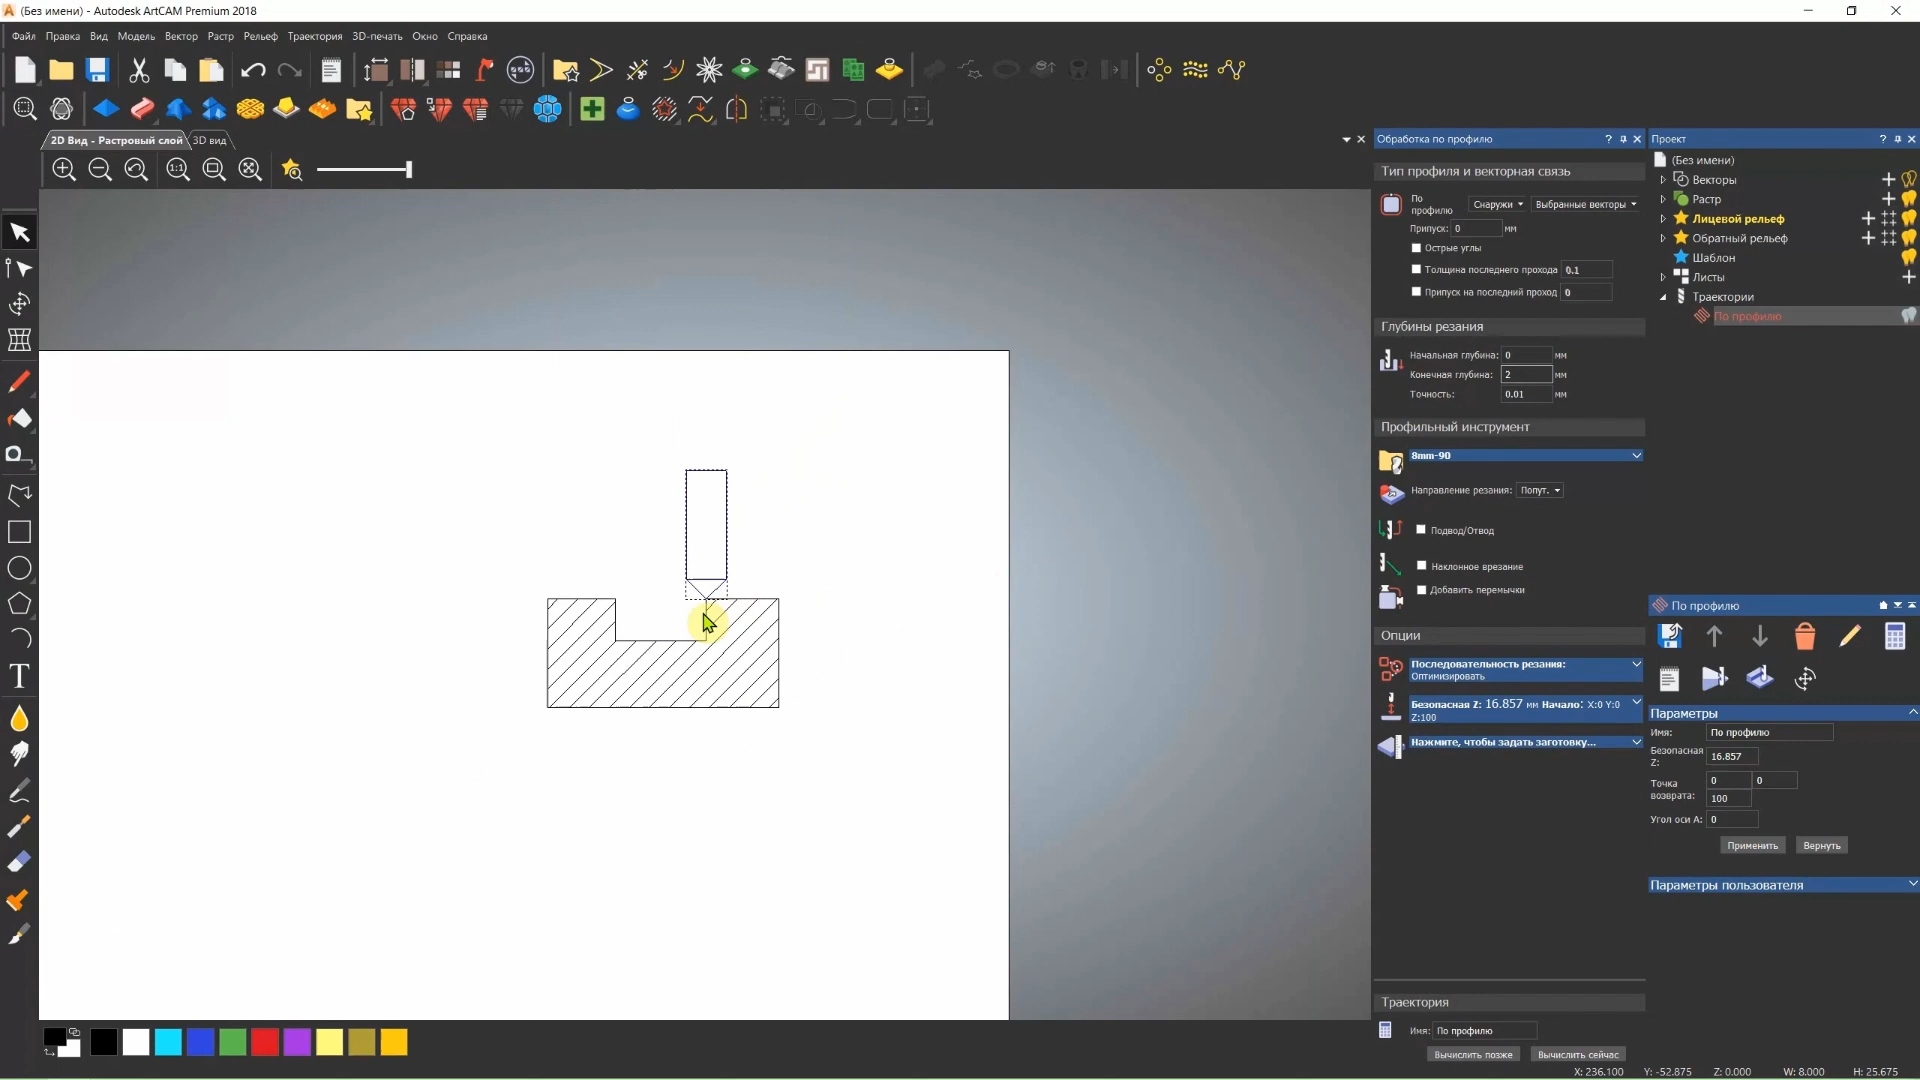 (Без имени) - Autodesk ArtCAM Premium 2018
Файл Правка Вид Модель Вектор Растр Рельеф Траектория 3D-печать Окно Справка
2D Вид - Растровый слой 3D вид
1:1
Обработка по профилю
Тип профиля и векторная связь
По профилю Снаружи Выбранные векторы
Припуск: 0 мм
Острые углы
Толщина последнего прохода 0.1
Припуск на последний проход 0
Глубины резания
Начальная глубина: 0 мм
Конечная глубина: 2 мм
Точность: 0.01 мм
Профильный инструмент
8mm-90
Направление резания: Попут.
Подвод/Отвод
Наклонное врезание
Добавить перемычки
Опции
Последовательность резания:
Оптимизировать
Безопасная Z: 16.857 мм Начало: X:0 Y:0
Z:100
Нажмите, чтобы задать заготовку...
Траектория
Имя: По профилю
Вычислить позже Вычислить сейчас
Проект
(Без имени)
Векторы
Растр
Лицевой рельеф
Обратный рельеф
Шаблон
Листы
Траектории
По профилю
По профилю
Параметры
Имя: По профилю
Безопасная Z: 16.857
Точка возврата: 0 0
100
Угол оси A: 0
Применить Вернуть
Параметры пользователя
X: 236.100 Y: -52.875 Z: 0.000 W: 8.000 H: 25.675